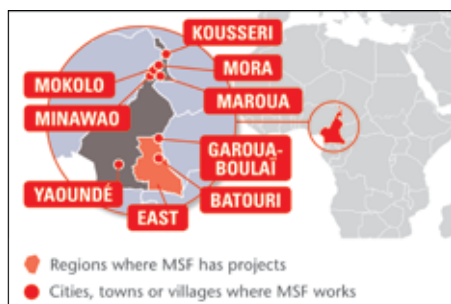 KOUSSERI
MOKOLO
MORA
MINAWAO
MAROUA
GAROUA-
BOULAÏ
YAOUNDÉ
BATOURI
EAST
Regions where MSF has projects
Cities, towns or villages where MSF works